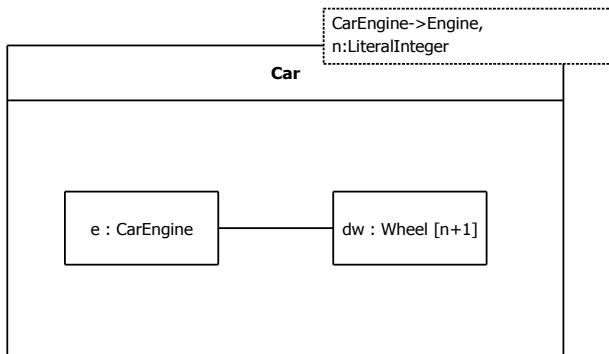 CarEngine->Engine,
n:LiteralInteger
Car
e : CarEngine
dw : Wheel [n+1]